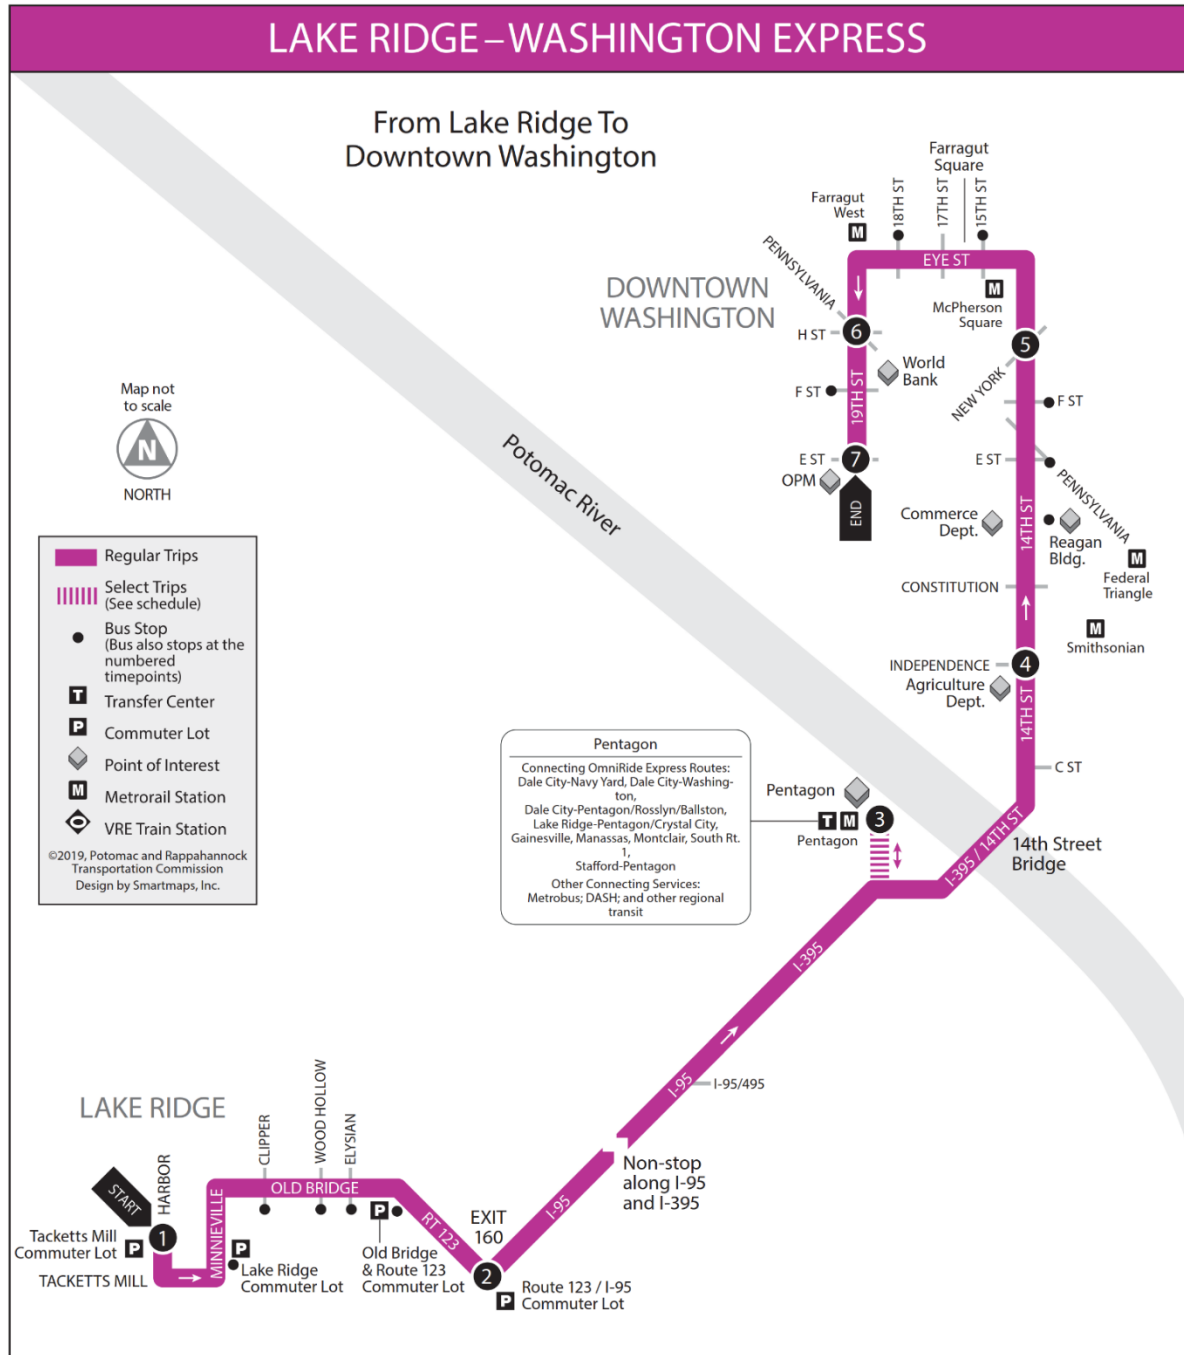 LAKE RIDGE–WASHINGTON EXPRESS
From Lake Ridge To
Downtown Washington
Farragut
Square
Farragut
West
M
18TH ST
17TH ST
15TH ST
EYE ST
PENNSYLVANIA
DOWNTOWN
WASHINGTON
M
McPherson
Square
H ST
6
5
World
Bank
NEW YORK
F ST
19TH ST
F ST
E ST
7
OPM
END
E ST
PENNSYLVANIA
14TH ST
Commerce
Dept.
Reagan
Bldg.
M
Federal
Triangle
CONSTITUTION
M
Smithsonian
INDEPENDENCE
4
Agriculture
Dept.
14TH ST
C ST
Map not
to scale
N
NORTH
Potomac River
Regular Trips
Select Trips
(See schedule)
Bus Stop
(Bus also stops at the
numbered
timepoints)
T
Transfer Center
P
Commuter Lot
Point of Interest
M
Metrorail Station
VRE Train Station
©2019, Potomac and Rappahannock
Transportation Commission
Design by Smartmaps, Inc.
Pentagon
Connecting OmniRide Express Routes:
Dale City-Navy Yard, Dale City-Washing-
ton,
Dale City-Pentagon/Rosslyn/Ballston,
Lake Ridge-Pentagon/Crystal City,
Gainesville, Manassas, Montclair, South Rt.
1,
Stafford-Pentagon
Other Connecting Services:
Metrobus; DASH; and other regional
transit
Pentagon
T M
3
Pentagon
I-395 / 14TH ST
14th Street
Bridge
I-395
I-95
I-95/495
Non-stop
along I-95
and I-395
I-95
LAKE RIDGE
START
HARBOR
CLIPPER
WOOD HOLLOW
ELYSIAN
OLD BRIDGE
MINNIEVILLE
RT 123
EXIT
160
1
Tacketts Mill
Commuter Lot
P
TACKETTS MILL
P
Lake Ridge
Commuter Lot
P
Old Bridge
& Route 123
Commuter Lot
2
P
Route 123 / I-95
Commuter Lot